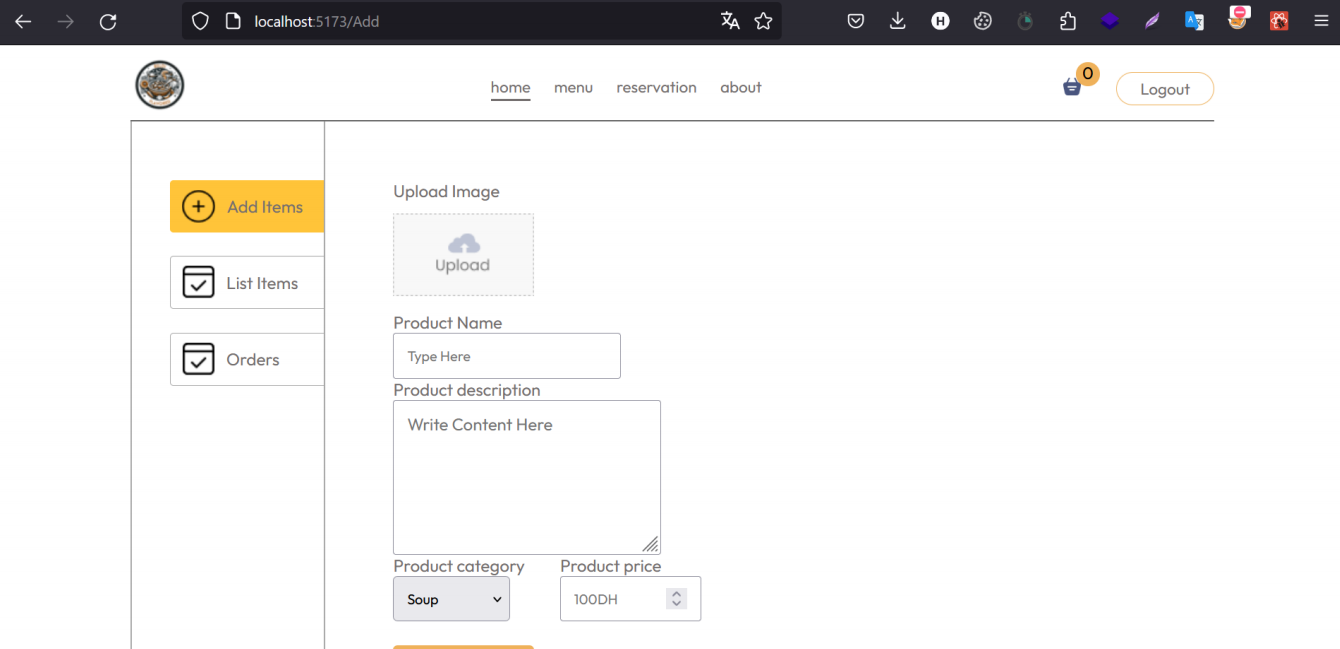 localhost:5173/Add
home menu reservation about 0 Logout
Add Items
List Items
Orders
Upload Image
Upload
Product Name
Type Here
Product description
Write Content Here
Product category Product price
Soup 100DH